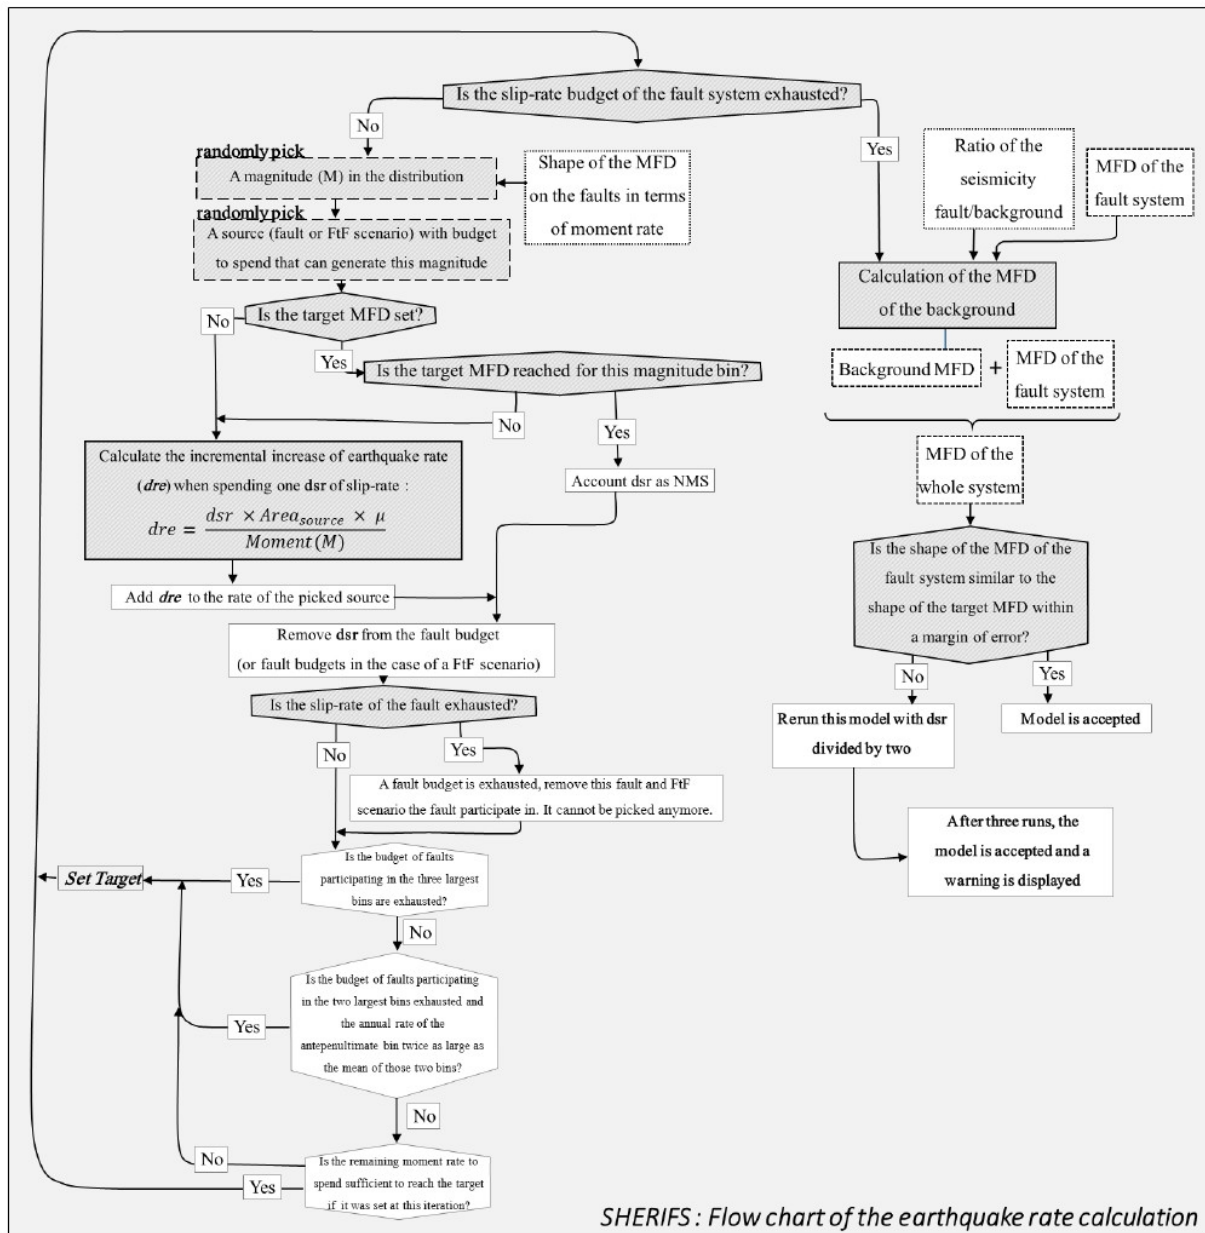 Is the slip-rate budget of the fault system exhausted?
No
Yes
randomly pick
A magnitude (M) in the distribution
Shape of the MFD
on the faults in terms
of moment rate
randomly pick
A source (fault or FtF scenario) with budget
to spend that can generate this magnitude
Is the target MFD set?
No
Yes
Is the target MFD reached for this magnitude bin?
No
Yes
Calculate the incremental increase of earthquake rate
(dre) when spending one dsr of slip-rate :
dre = dsr × Area_source × μ / Moment(M)
Account dsr as NMS
Add dre to the rate of the picked source
Remove dsr from the fault budget
(or fault budgets in the case of a FtF scenario)
Is the slip-rate of the fault exhausted?
No
Yes
A fault budget is exhausted, remove this fault and FtF
scenario the fault participate in. It cannot be picked anymore.
Is the budget of faults
participating in the three largest
bins are exhausted?
Yes
Set Target
No
Is the budget of faults participating
in the two largest bins exhausted and
the annual rate of the
antepenultimate bin twice as large as
the mean of those two bins?
Yes
No
Is the remaining moment rate to
spend sufficient to reach the target
if it was set at this iteration?
No
Yes
Ratio of the
seismicity
fault/background
MFD of the
fault system
Calculation of the MFD
of the background
Background MFD
+
MFD of the
fault system
MFD of the
whole system
Is the shape of the MFD of the
fault system similar to the
shape of the target MFD within
a margin of error?
No
Yes
Rerun this model with dsr
divided by two
Model is accepted
After three runs, the
model is accepted and a
warning is displayed
SHERIFS : Flow chart of the earthquake rate calculation